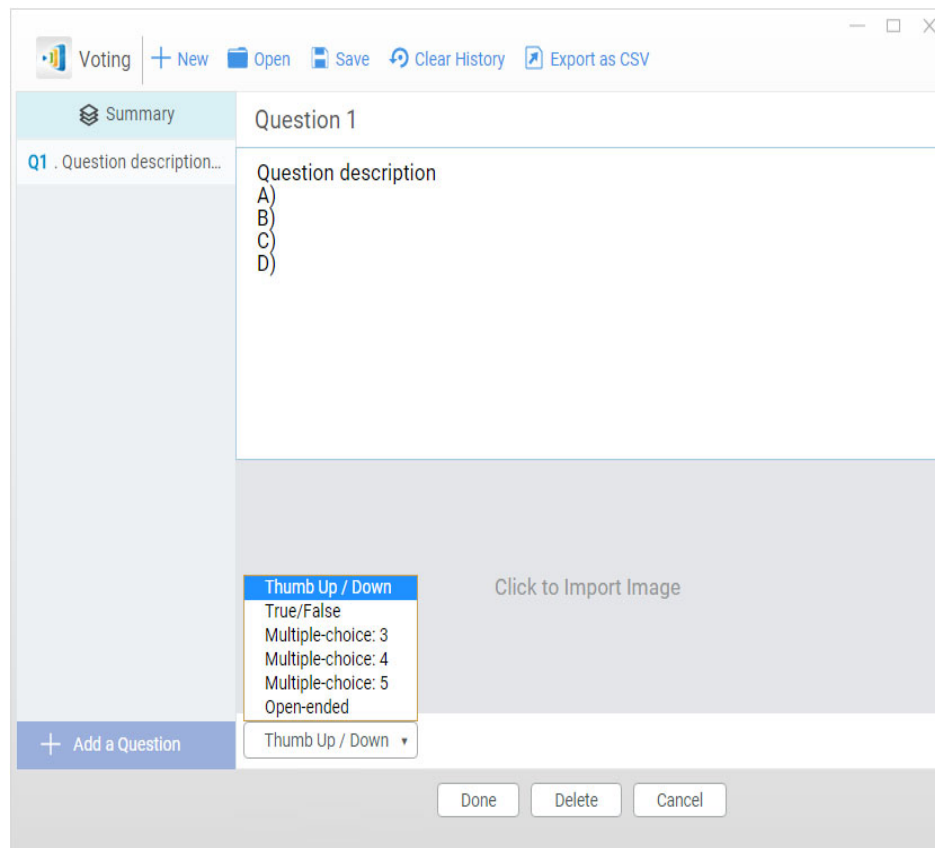 Voting + New Open Save Clear History Export as CSV
Summary
Q1 . Question description...
Question 1
Question description
A)
B)
C)
D)
Click to Import Image
Thumb Up / Down
True/False
Multiple-choice: 3
Multiple-choice: 4
Multiple-choice: 5
Open-ended
+ Add a Question
Thumb Up / Down
Done Delete Cancel